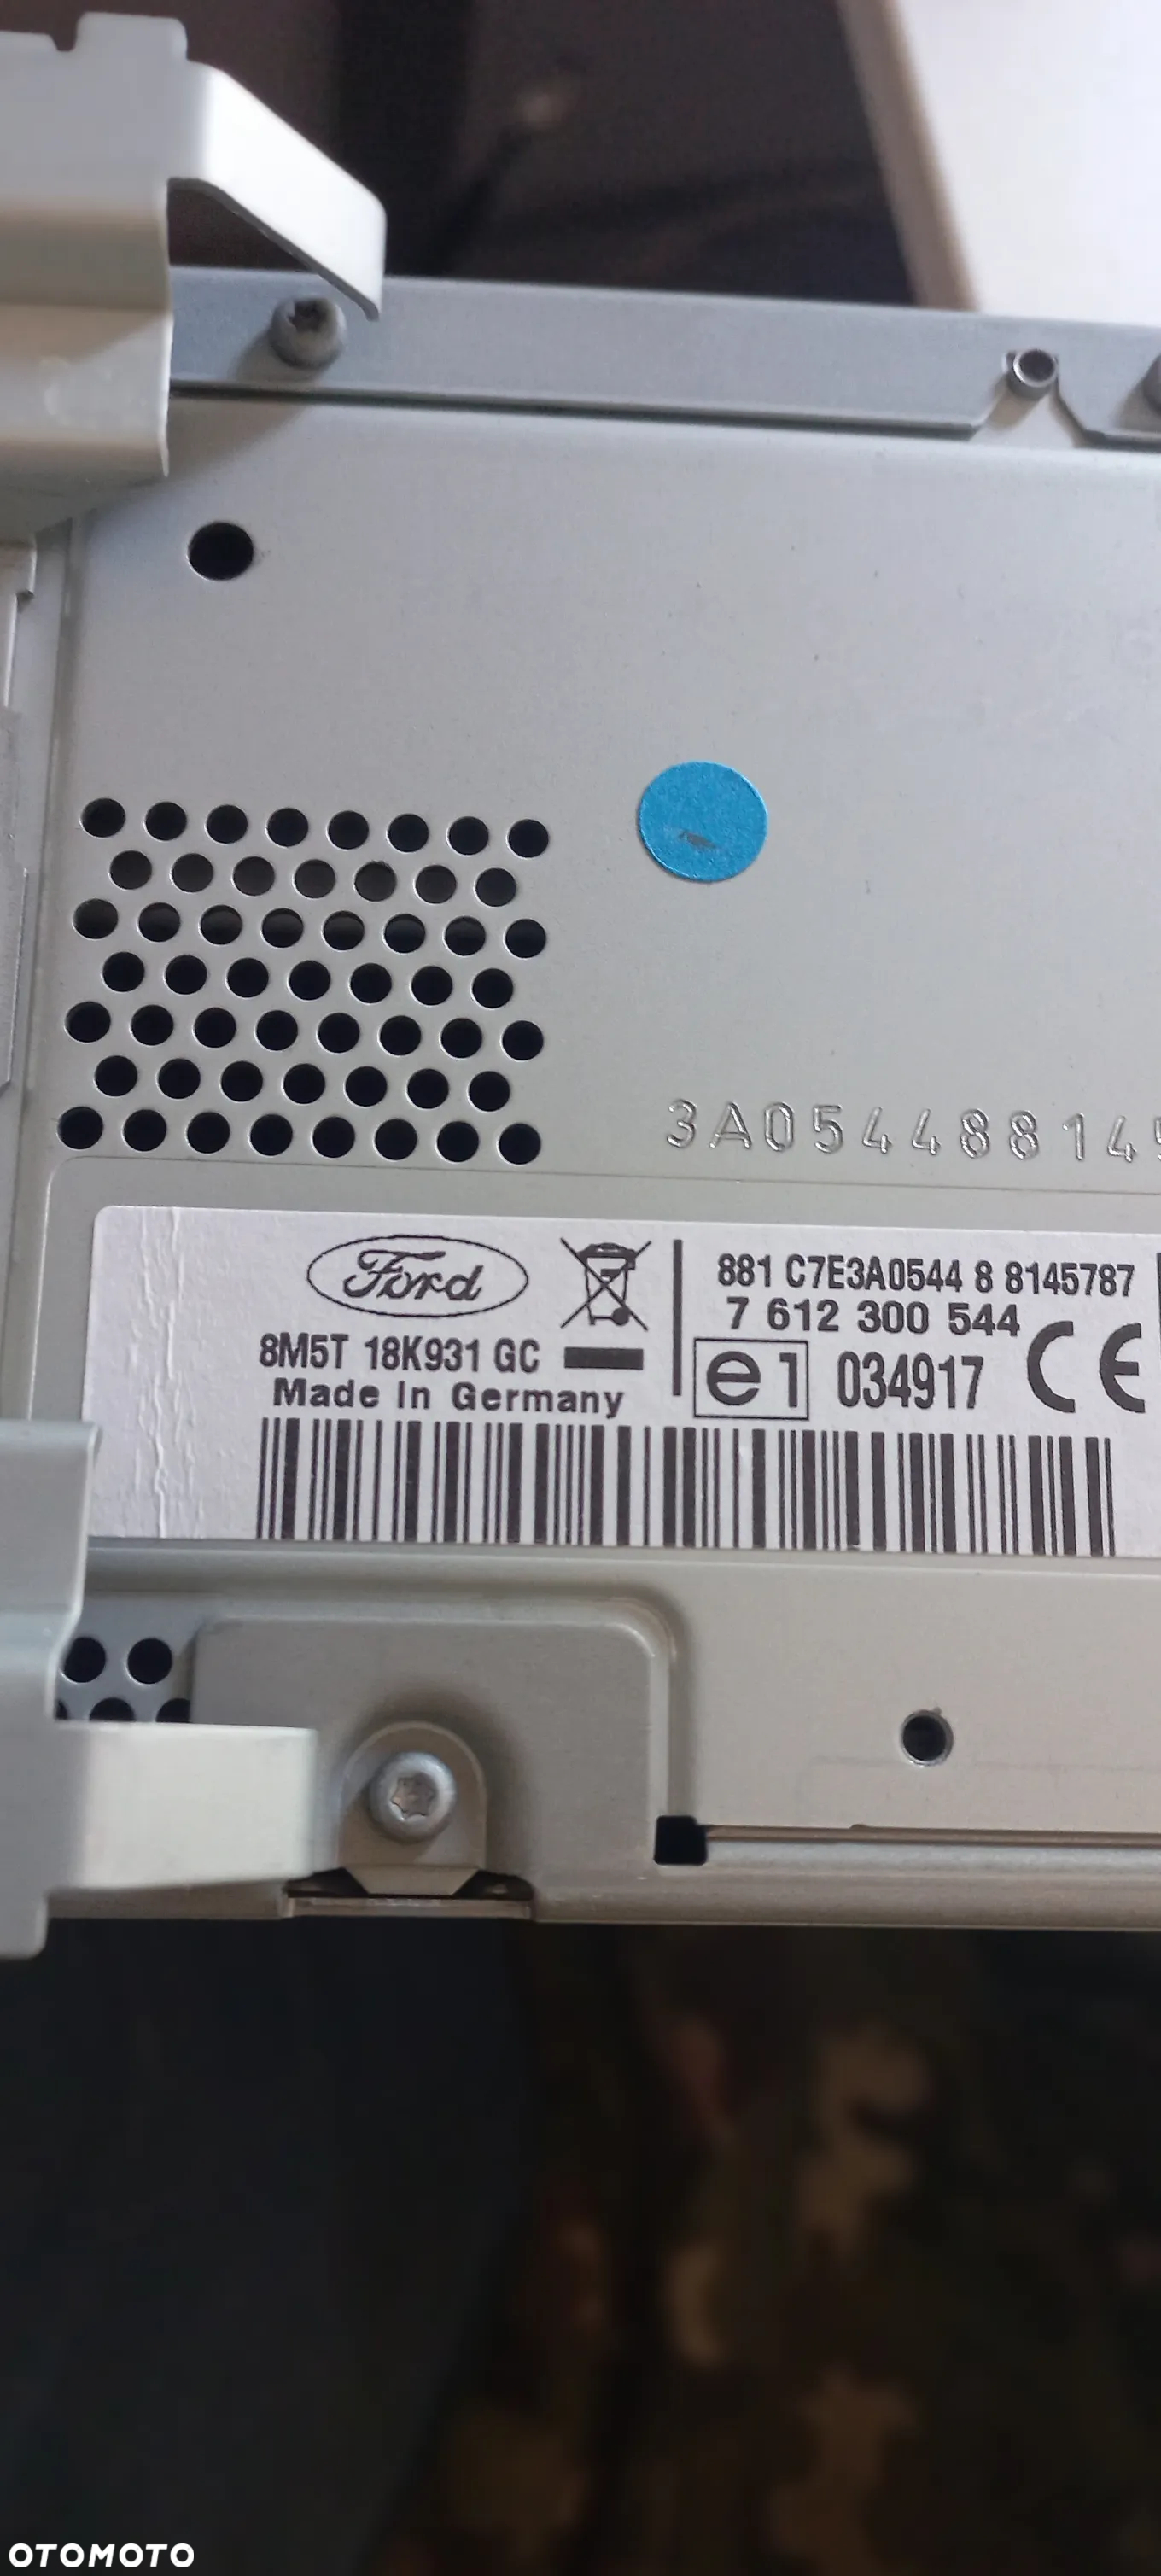 3A05448814
Ford
8M5T 18K931 GC
Made In Germany
881 C7E3A0544 8 8145787
7 612 300 544
e1 034917 CE
OTOMOTO